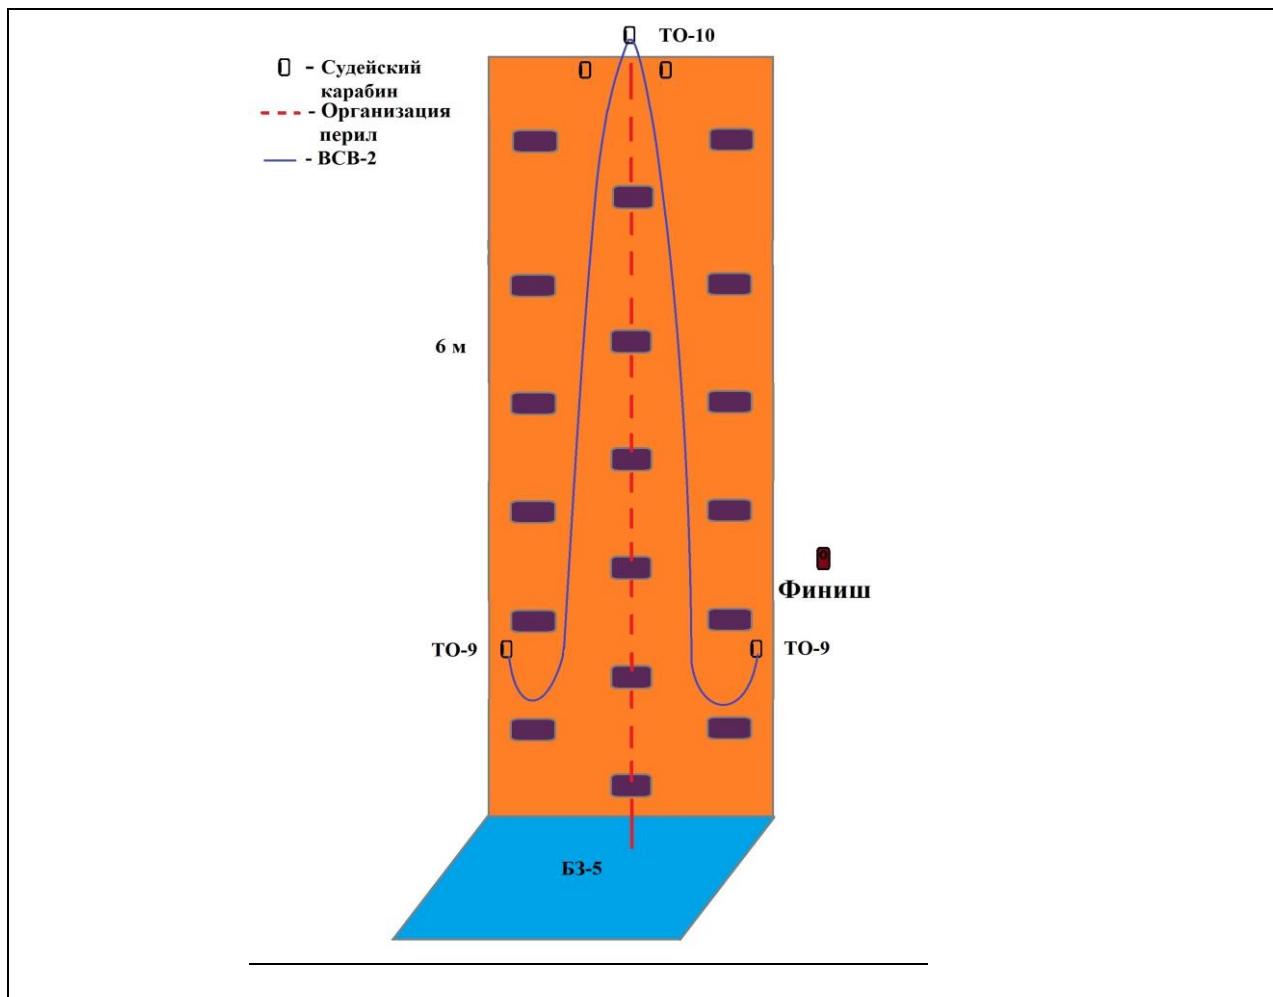 ТО-10
- Судейский
карабин
- Организация
перил
- ВСВ-2
6 м
Финиш
ТО-9
ТО-9
БЗ-5